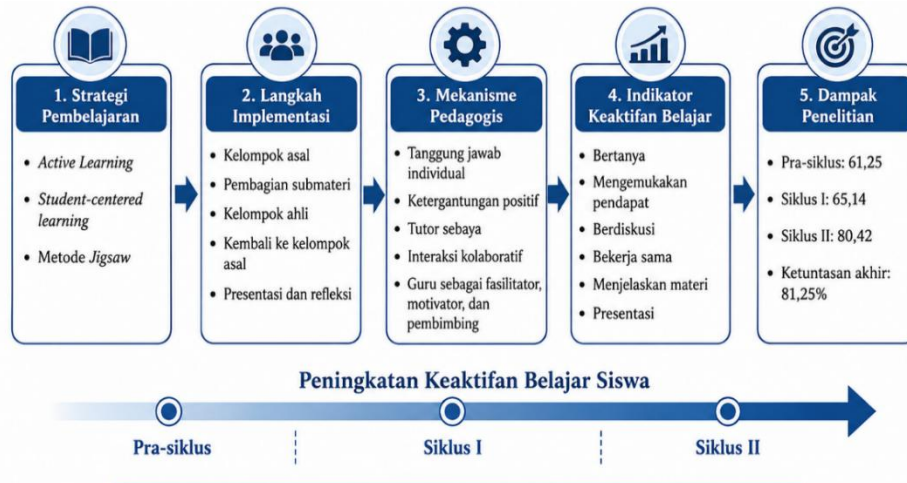 1. Strategi
Pembelajaran
• Active Learning
• Student-centered
learning
• Metode Jigsaw
2. Langkah
Implementasi
• Kelompok asal
• Pembagian submateri
• Kelompok ahli
• Kembali ke kelompok
asal
• Presentasi dan refleksi
3. Mekanisme
Pedagogis
• Tanggung jawab
individual
• Ketergantungan positif
• Tutor sebaya
• Interaksi kolaboratif
• Guru sebagai fasilitator,
motivator, dan
pembimbing
4. Indikator
Keaktifan Belajar
• Bertanya
• Mengemukakan
pendapat
• Berdiskusi
• Bekerja sama
• Menjelaskan materi
• Presentasi
5. Dampak
Penelitian
• Pra-siklus: 61,25
• Siklus I: 65,14
• Siklus II: 80,42
• Ketuntasan akhir:
81,25%
Peningkatan Keaktifan Belajar Siswa
Pra-siklus
Siklus I
Siklus II